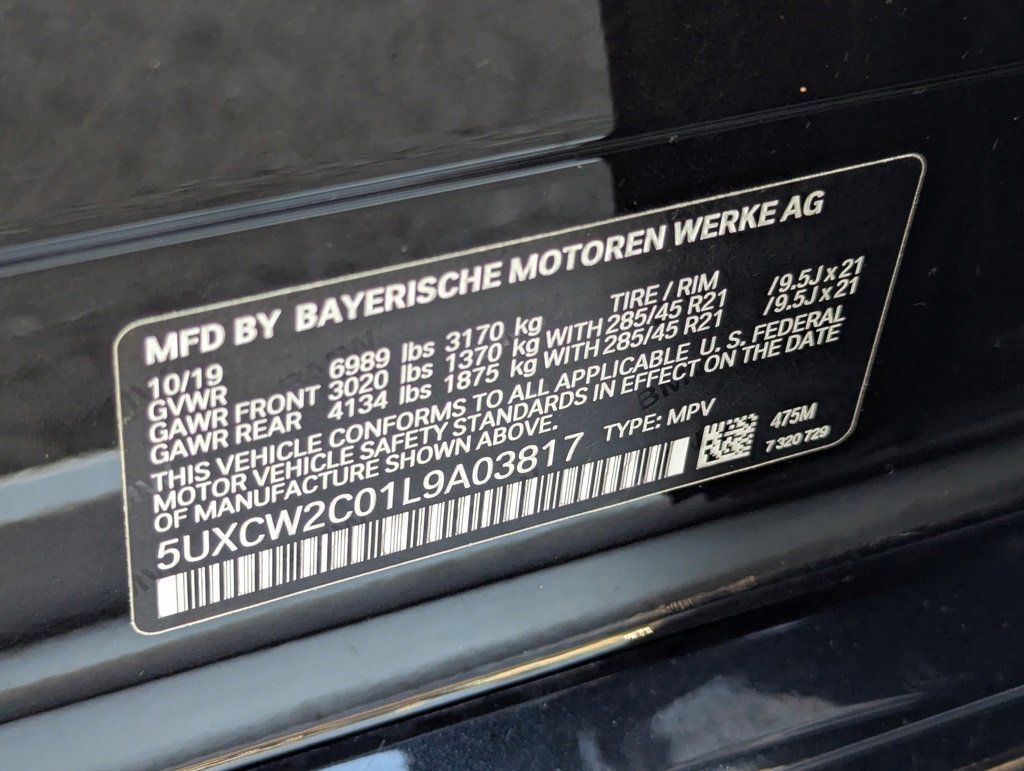 MFD BY BAYERISCHE MOTOREN WERKE AG
10/19 TIRE / RIM
GVWR 6989 lbs 3170 kg
GAWR FRONT 3020 lbs 1370 kg WITH 285/45 R21 /9.5J x 21
GAWR REAR 4134 lbs 1875 kg WITH 285/45 R21 /9.5J x 21
THIS VEHICLE CONFORMS TO ALL APPLICABLE U. S. FEDERAL
MOTOR VEHICLE SAFETY STANDARDS IN EFFECT ON THE DATE
OF MANUFACTURE SHOWN ABOVE.
5UXCW2C01L9A03817 TYPE: MPV 475M
7 320 729